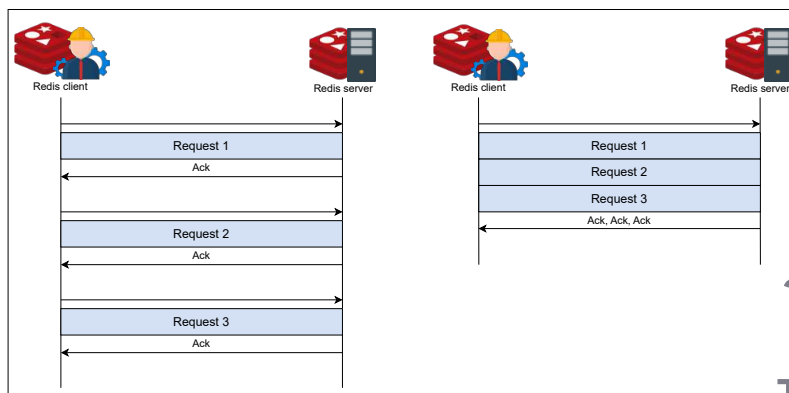 Redis client
Redis server
Request 1
Ack
Request 2
Ack
Request 3
Ack
Redis client
Redis server
Request 1
Request 2
Request 3
Ack, Ack, Ack